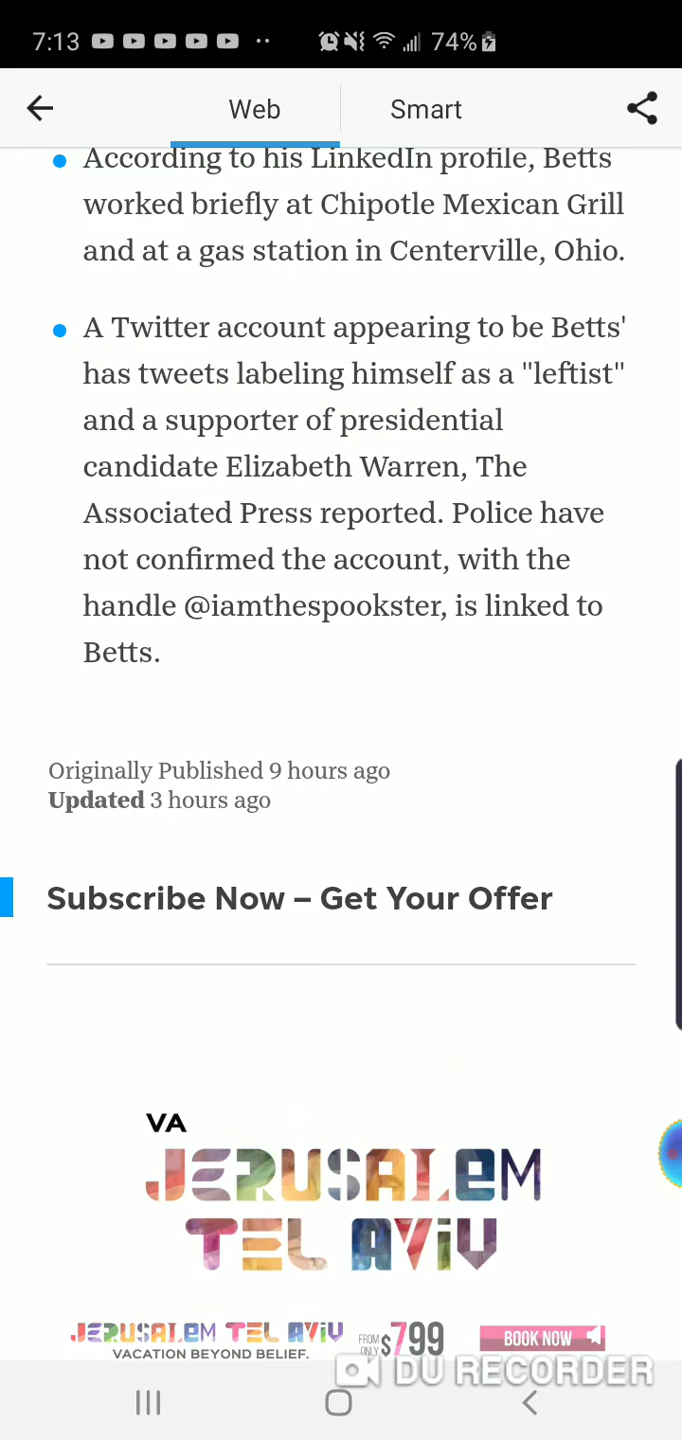 7:13
74%
Web
Smart
According to his LinkedIn profile, Betts
worked briefly at Chipotle Mexican Grill
and at a gas station in Centerville, Ohio.
A Twitter account appearing to be Betts'
has tweets labeling himself as a "leftist"
and a supporter of presidential
candidate Elizabeth Warren, The
Associated Press reported. Police have
not confirmed the account, with the
handle @iamthespookster, is linked to
Betts.
Originally Published 9 hours ago
Updated 3 hours ago
Subscribe Now – Get Your Offer
VA
JERUSALEM
TEL AVIV
JERUSALEM TEL AVIV
VACATION BEYOND BELIEF.
FROM ONLY $799
BOOK NOW
DU RECORDER